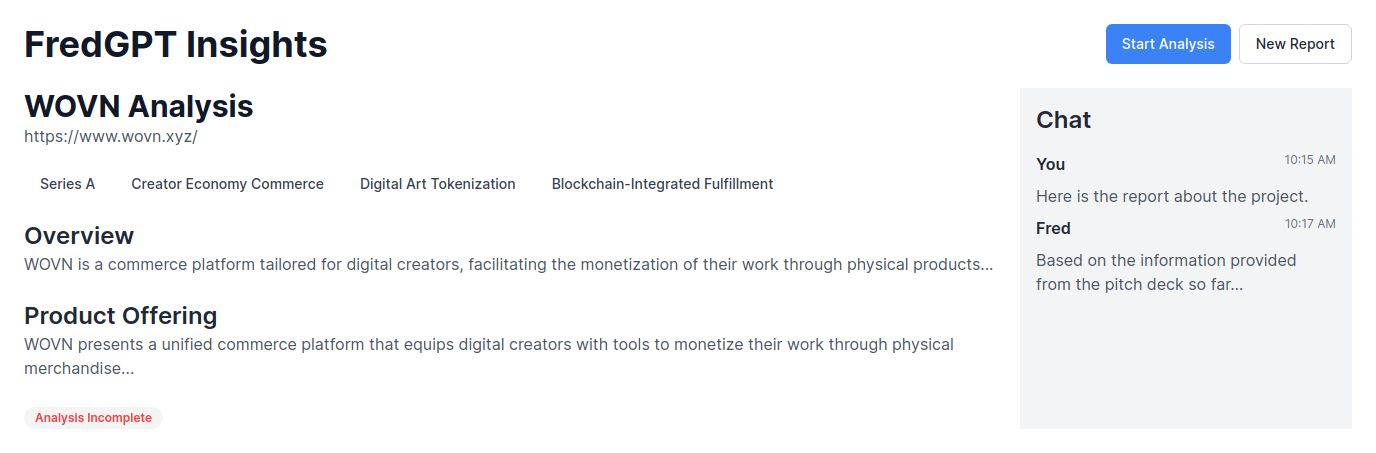 FredGPT Insights
Start Analysis
New Report
WOVN Analysis
https://www.wovn.xyz/
Series A
Creator Economy Commerce
Digital Art Tokenization
Blockchain-Integrated Fulfillment
Overview
WOVN is a commerce platform tailored for digital creators, facilitating the monetization of their work through physical products...
Product Offering
WOVN presents a unified commerce platform that equips digital creators with tools to monetize their work through physical
merchandise...
Analysis Incomplete
Chat
You
10:15 AM
Here is the report about the project.
Fred
10:17 AM
Based on the information provided
from the pitch deck so far...